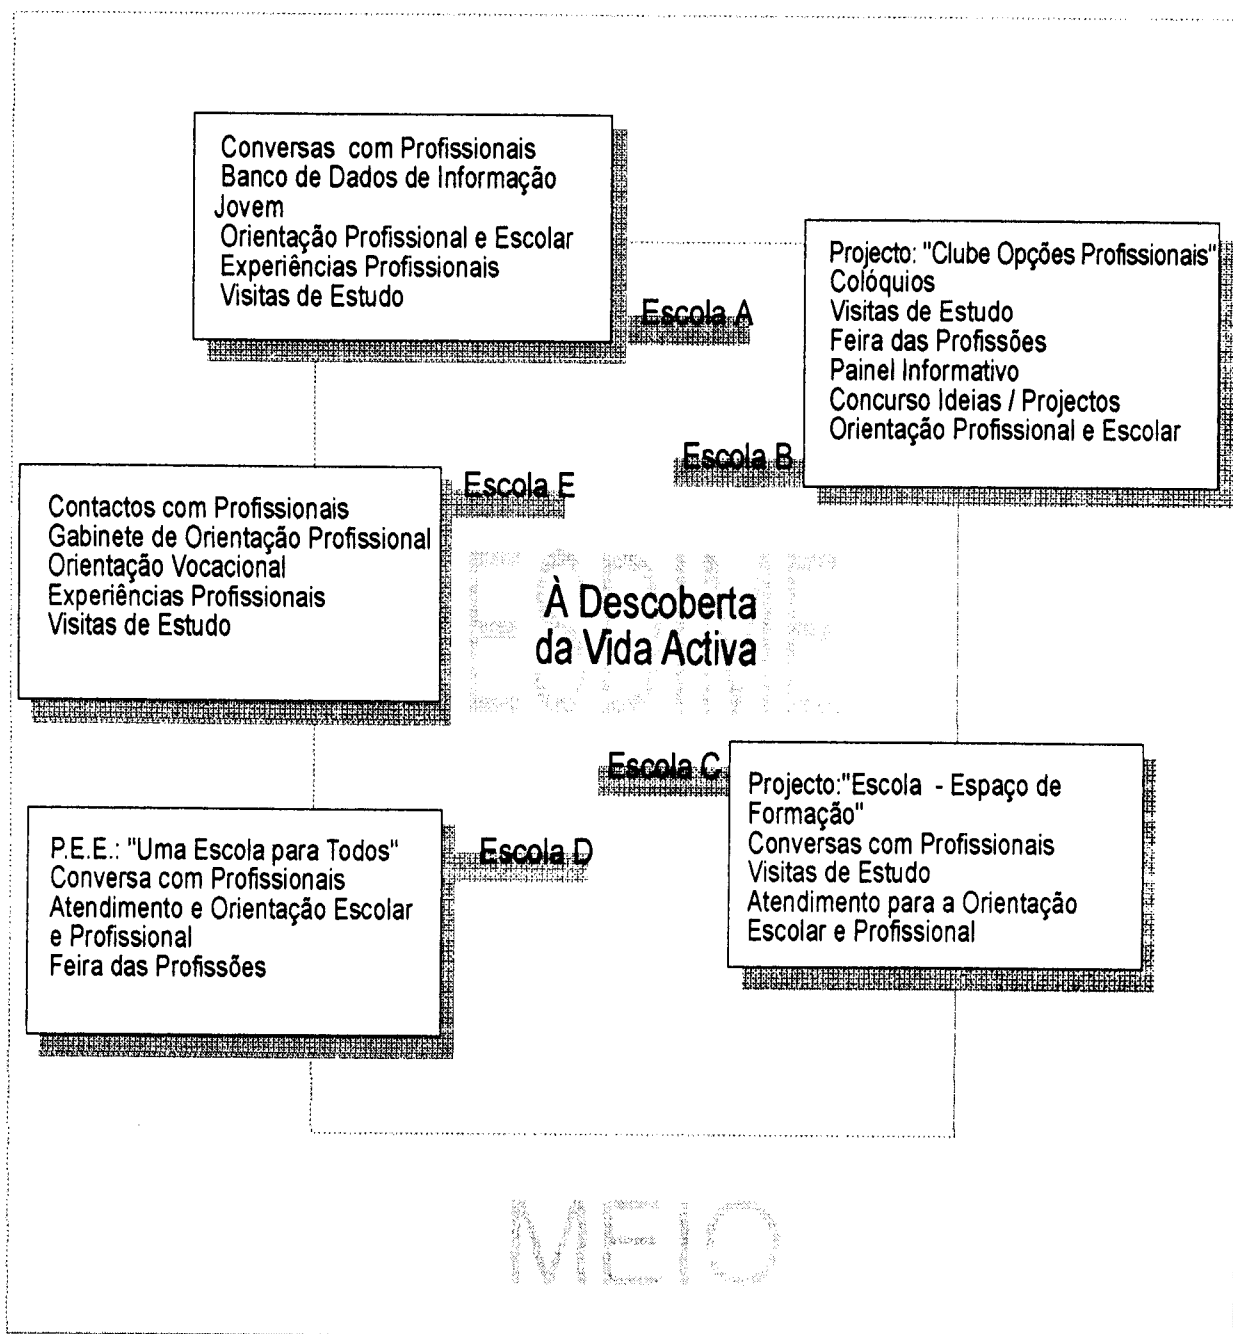 Conversas com Profissionais
Banco de Dados de Informação
Jovem
Orientação Profissional e Escolar
Experiências Profissionais
Visitas de Estudo
Escola A
Projecto: "Clube Opções Profissionais"
Colóquios
Visitas de Estudo
Feira das Profissões
Painel Informativo
Concurso Ideias / Projectos
Orientação Profissional e Escolar
Escola B
Escola E
Contactos com Profissionais
Gabinete de Orientação Profissional
Orientação Vocacional
Experiências Profissionais
Visitas de Estudo
ESDIME
À Descoberta
da Vida Activa
Escola C
Projecto:"Escola - Espaço de
Formação"
Conversas com Profissionais
Visitas de Estudo
Atendimento para a Orientação
Escolar e Profissional
Escola D
P.E.E.: "Uma Escola para Todos"
Conversa com Profissionais
Atendimento e Orientação Escolar
e Profissional
Feira das Profissões
MEIO